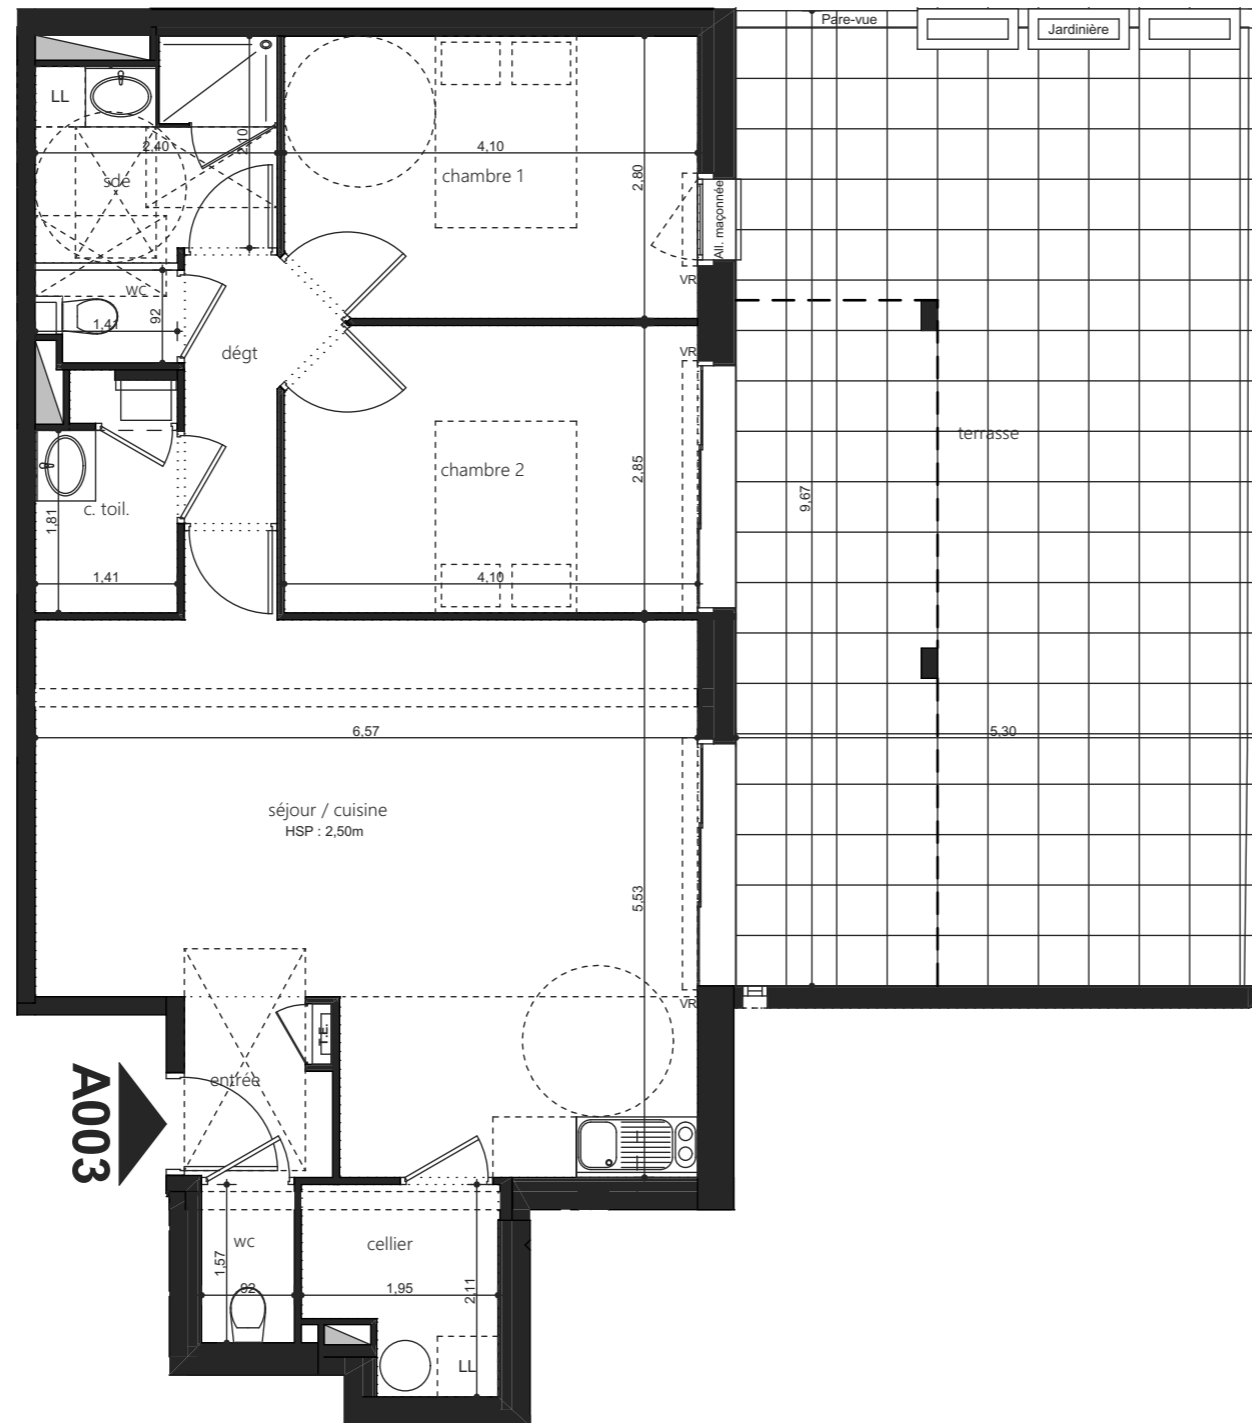 Pare-vue
Jardinière
LL
2,40
2,10
4,10
sde
chambre 1
2,80
All. maçonnée
VR
wc
1,41
92
dégt
VR
terrasse
chambre 2
2,85
9,67
c. toil.
1,81
1,41
4,10
6,57
5,30
séjour / cuisine
HSP : 2,50m
5,53
VR
T.E.
entrée
A003
wc
1,57
92
cellier
1,95
2,11
LL